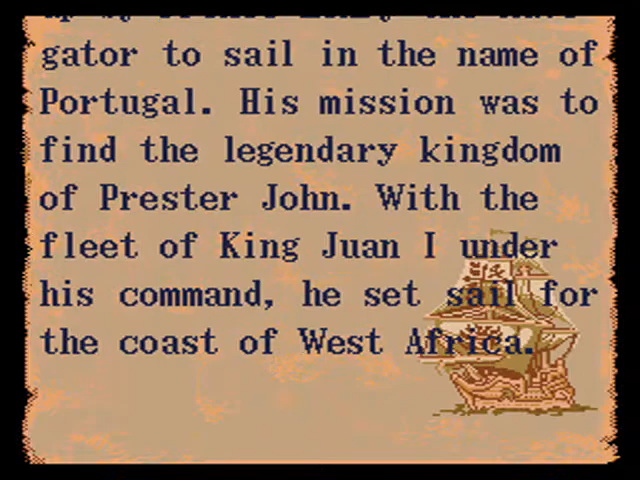 gator to sail in the name of
Portugal. His mission was to
find the legendary kingdom
of Prester John. With the
fleet of King Juan I under
his command, he set sail for
the coast of West Africa.